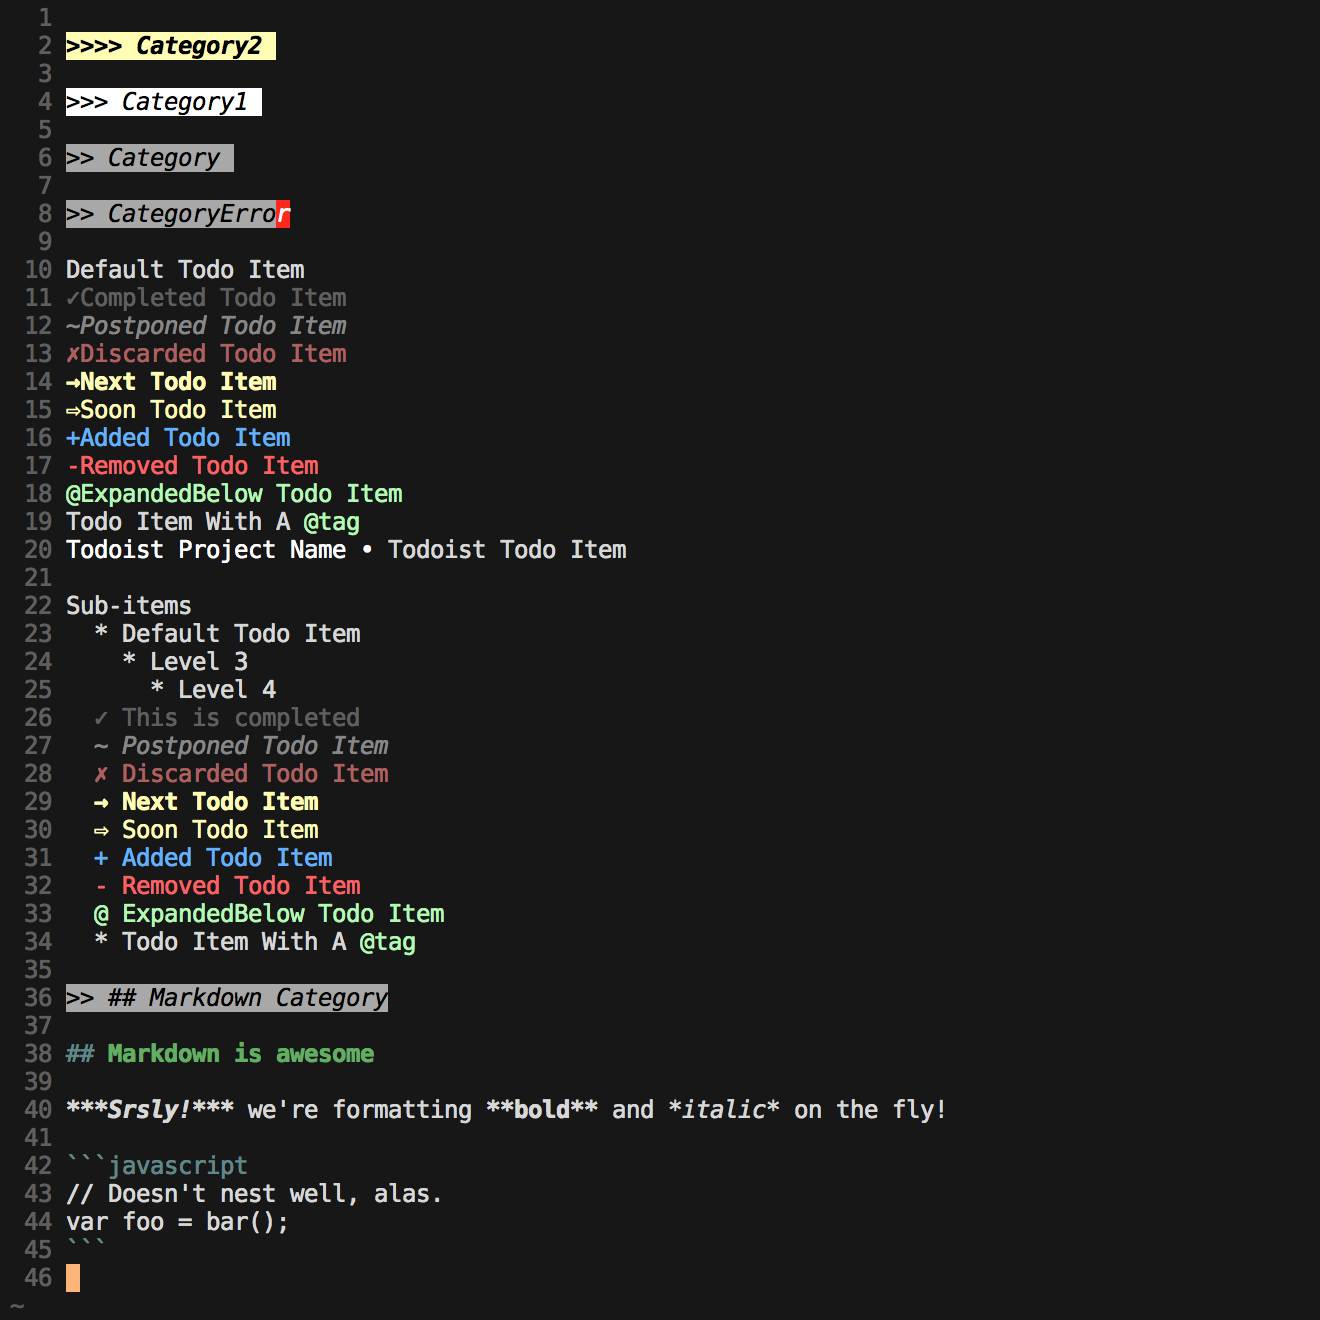 1
2 >>>> Category2
3
4 >>> Category1
5
6 >> Category
7
8 >> CategoryError
9
10 Default Todo Item
11 ✓Completed Todo Item
12 ~Postponed Todo Item
13 ✗Discarded Todo Item
14 →Next Todo Item
15 ⇨Soon Todo Item
16 +Added Todo Item
17 -Removed Todo Item
18 @ExpandedBelow Todo Item
19 Todo Item With A @tag
20 Todoist Project Name • Todoist Todo Item
21
22 Sub-items
23   * Default Todo Item
24     * Level 3
25       * Level 4
26   ✓ This is completed
27   ~ Postponed Todo Item
28   ✗ Discarded Todo Item
29   → Next Todo Item
30   ⇨ Soon Todo Item
31   + Added Todo Item
32   - Removed Todo Item
33   @ ExpandedBelow Todo Item
34   * Todo Item With A @tag
35
36 >> ## Markdown Category
37
38 ## Markdown is awesome
39
40 ***Srsly!*** we're formatting **bold** and *italic* on the fly!
41
42 ```javascript
43 // Doesn't nest well, alas.
44 var foo = bar();
45 ```
46
~